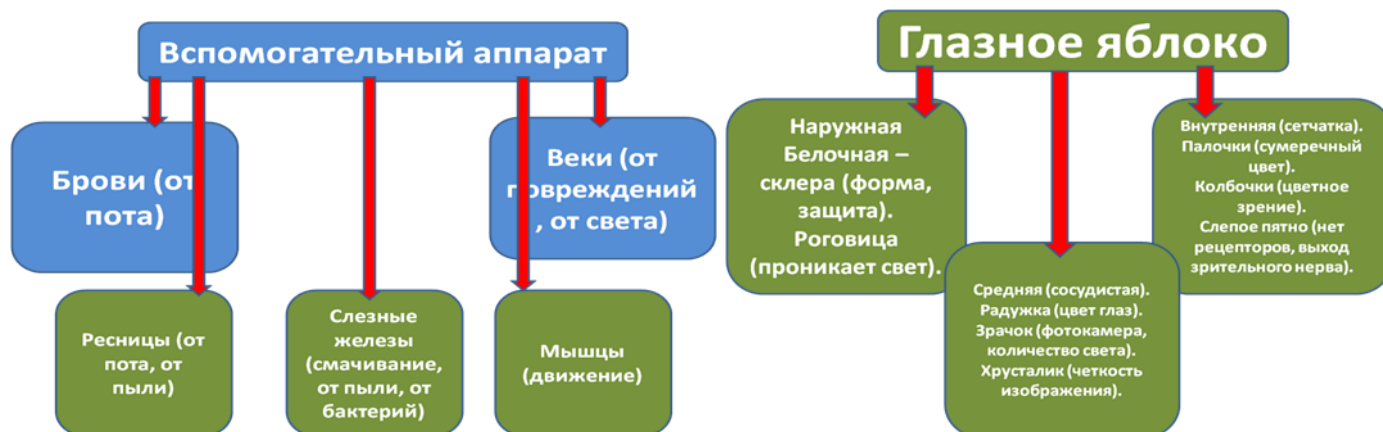 Вспомогательный аппарат
Брови (от
пота)
Веки (от
повреждений
, от света)
Ресницы (от
пота, от
пыли)
Слезные
железы
(смачивание,
от пыли, от
бактерий)
Мышцы
(движение)
Глазное яблоко
Наружная
Белочная –
склера (форма,
защита).
Роговица
(проникает свет).
Средняя (сосудистая).
Радужка (цвет глаз).
Зрачок (фотокамера,
количество света).
Хрусталик (четкость
изображения).
Внутренняя (сетчатка).
Палочки (сумеречный
цвет).
Колбочки (цветное
зрение).
Слепое пятно (нет
рецепторов, выход
зрительного нерва).